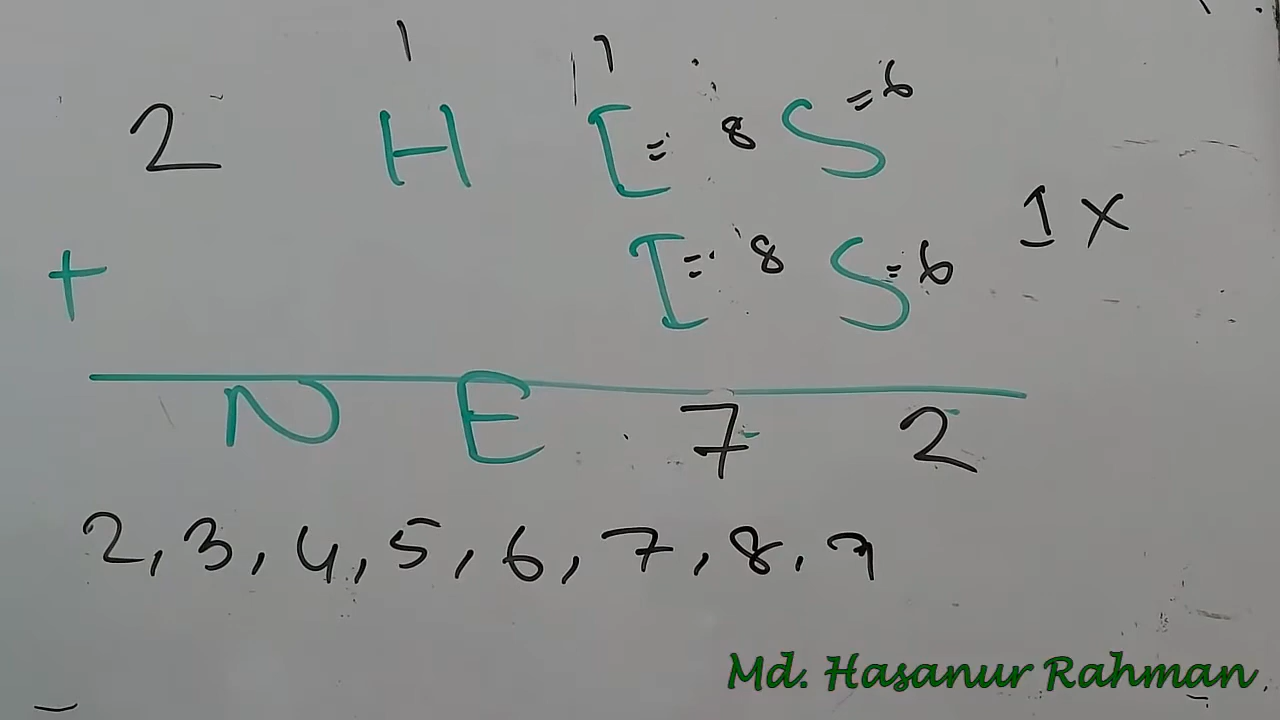 1 1
2 H I = 8 S = 6
1 X
+ I = 8 S = 6
N E 7 2
2, 3, 4, 5, 6, 7, 8, 9
Md. Hasanur Rahman